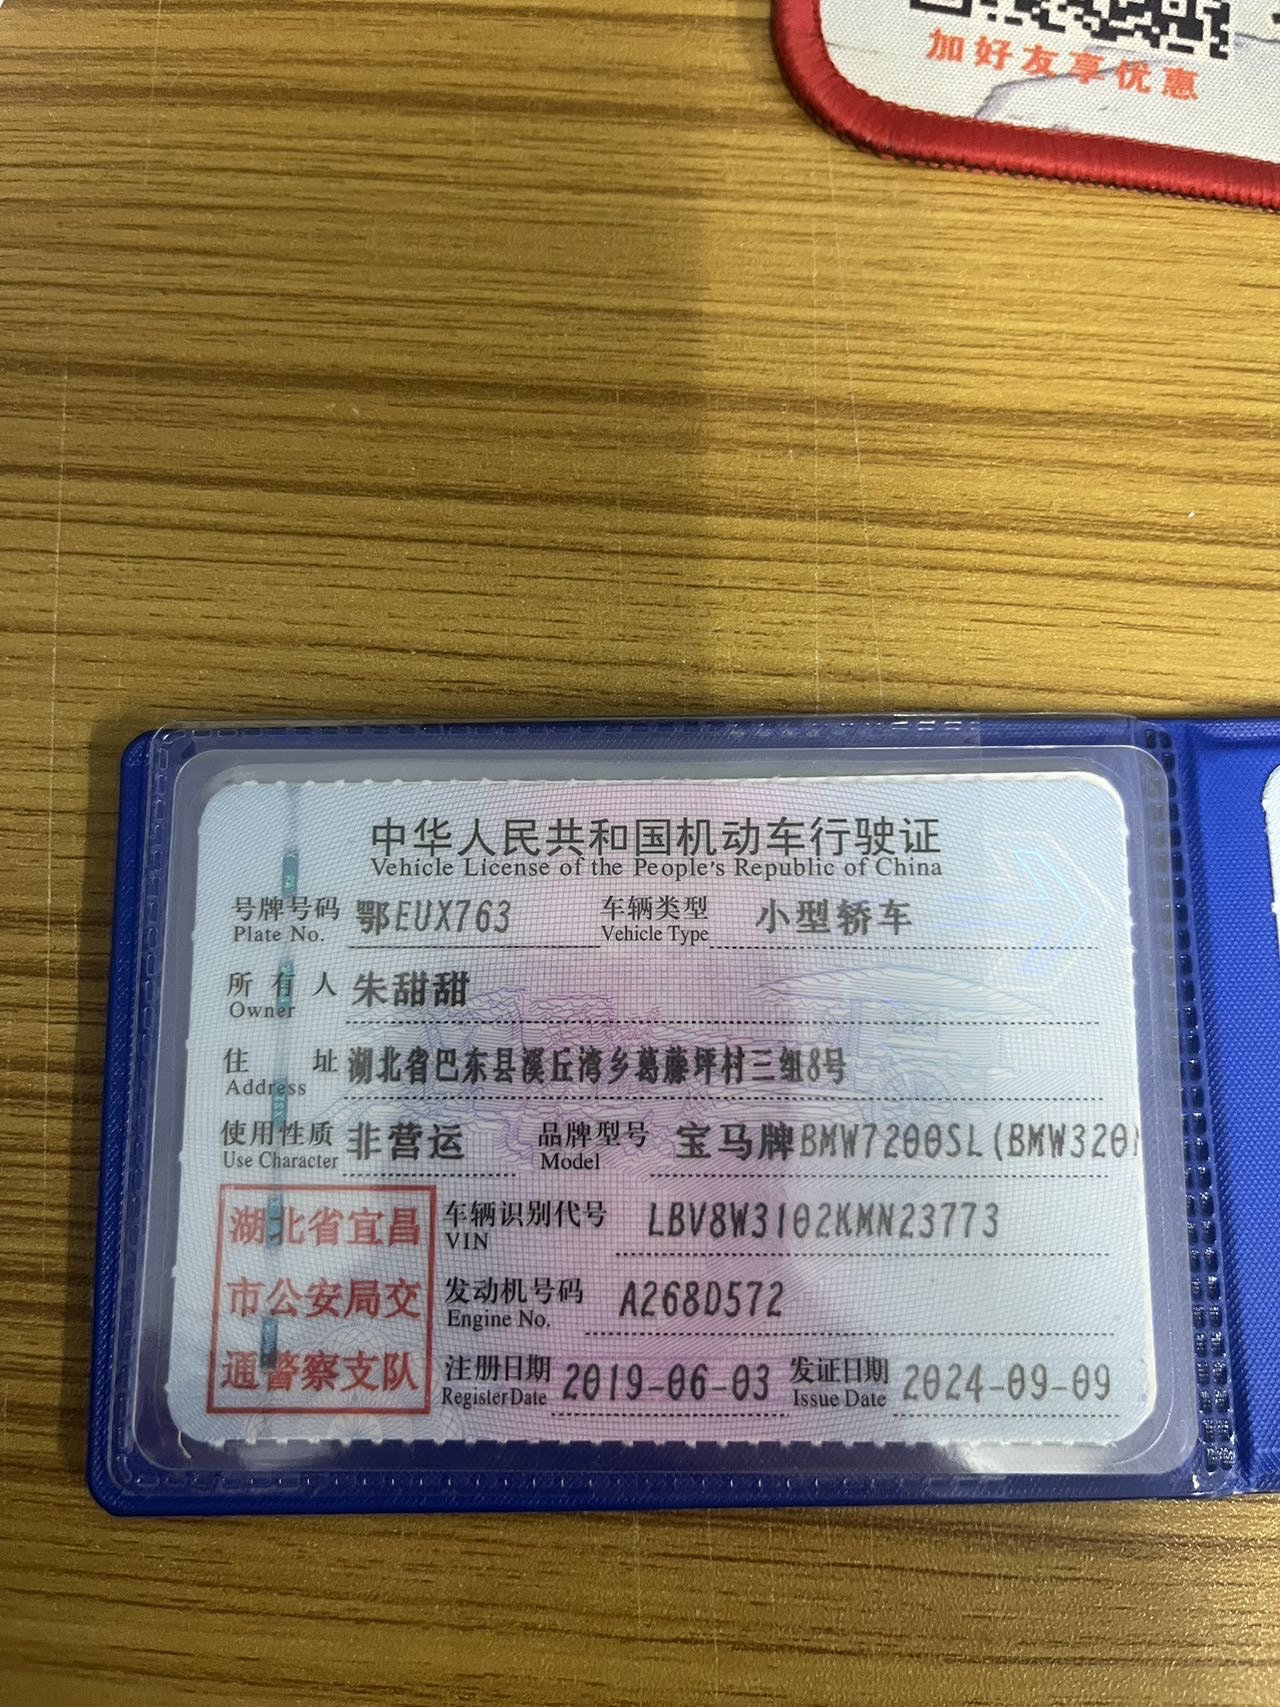 加好友享优惠
中华人民共和国机动车行驶证
Vehicle License of the People's Republic of China
号牌号码 鄂EUX763 车辆类型 小型轿车
Plate No. Vehicle Type
所有人 朱甜甜
Owner
住址 湖北省巴东县溪丘湾乡葛藤坪村三组8号
Address
使用性质 非营运 品牌型号 宝马牌BMW7200SL(BMW320
Use Character Model
湖北省宜昌
市公安局交
通警察支队
车辆识别代号 LBV8W3102KMN23773
VIN
发动机号码 A268D572
Engine No.
注册日期 2019-06-03 发证日期 2024-09-09
Register Date Issue Date